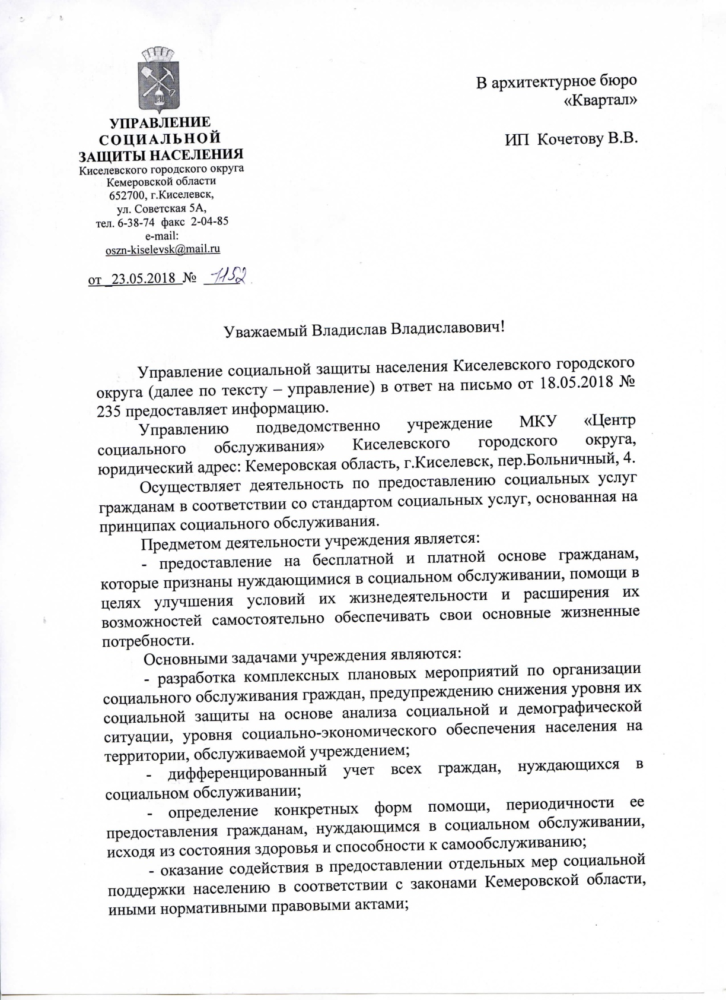 УПРАВЛЕНИЕ
СОЦИАЛЬНОЙ
ЗАЩИТЫ НАСЕЛЕНИЯ
Киселевского городского округа
Кемеровской области
652700, г.Киселевск,
ул. Советская 5А,
тел. 6-38-74 факс 2-04-85
e-mail:
oszn-kiselevsk@mail.ru
от _23.05.2018_№ 1152
В архитектурное бюро
«Квартал»
ИП Кочетову В.В.
Уважаемый Владислав Владиславович!
Управление социальной защиты населения Киселевского городского
округа (далее по тексту – управление) в ответ на письмо от 18.05.2018 №
235 предоставляет информацию.
Управлению подведомственно учреждение МКУ «Центр
социального обслуживания» Киселевского городского округа,
юридический адрес: Кемеровская область, г.Киселевск, пер.Больничный, 4.
Осуществляет деятельность по предоставлению социальных услуг
гражданам в соответствии со стандартом социальных услуг, основанная на
принципах социального обслуживания.
Предметом деятельности учреждения является:
- предоставление на бесплатной и платной основе гражданам,
которые признаны нуждающимися в социальном обслуживании, помощи в
целях улучшения условий их жизнедеятельности и расширения их
возможностей самостоятельно обеспечивать свои основные жизненные
потребности.
Основными задачами учреждения являются:
- разработка комплексных плановых мероприятий по организации
социального обслуживания граждан, предупреждению снижения уровня их
социальной защиты на основе анализа социальной и демографической
ситуации, уровня социально-экономического обеспечения населения на
территории, обслуживаемой учреждением;
- дифференцированный учет всех граждан, нуждающихся в
социальном обслуживании;
- определение конкретных форм помощи, периодичности ее
предоставления гражданам, нуждающимся в социальном обслуживании,
исходя из состояния здоровья и способности к самообслуживанию;
- оказание содействия в предоставлении отдельных мер социальной
поддержки населению в соответствии с законами Кемеровской области,
иными нормативными правовыми актами;